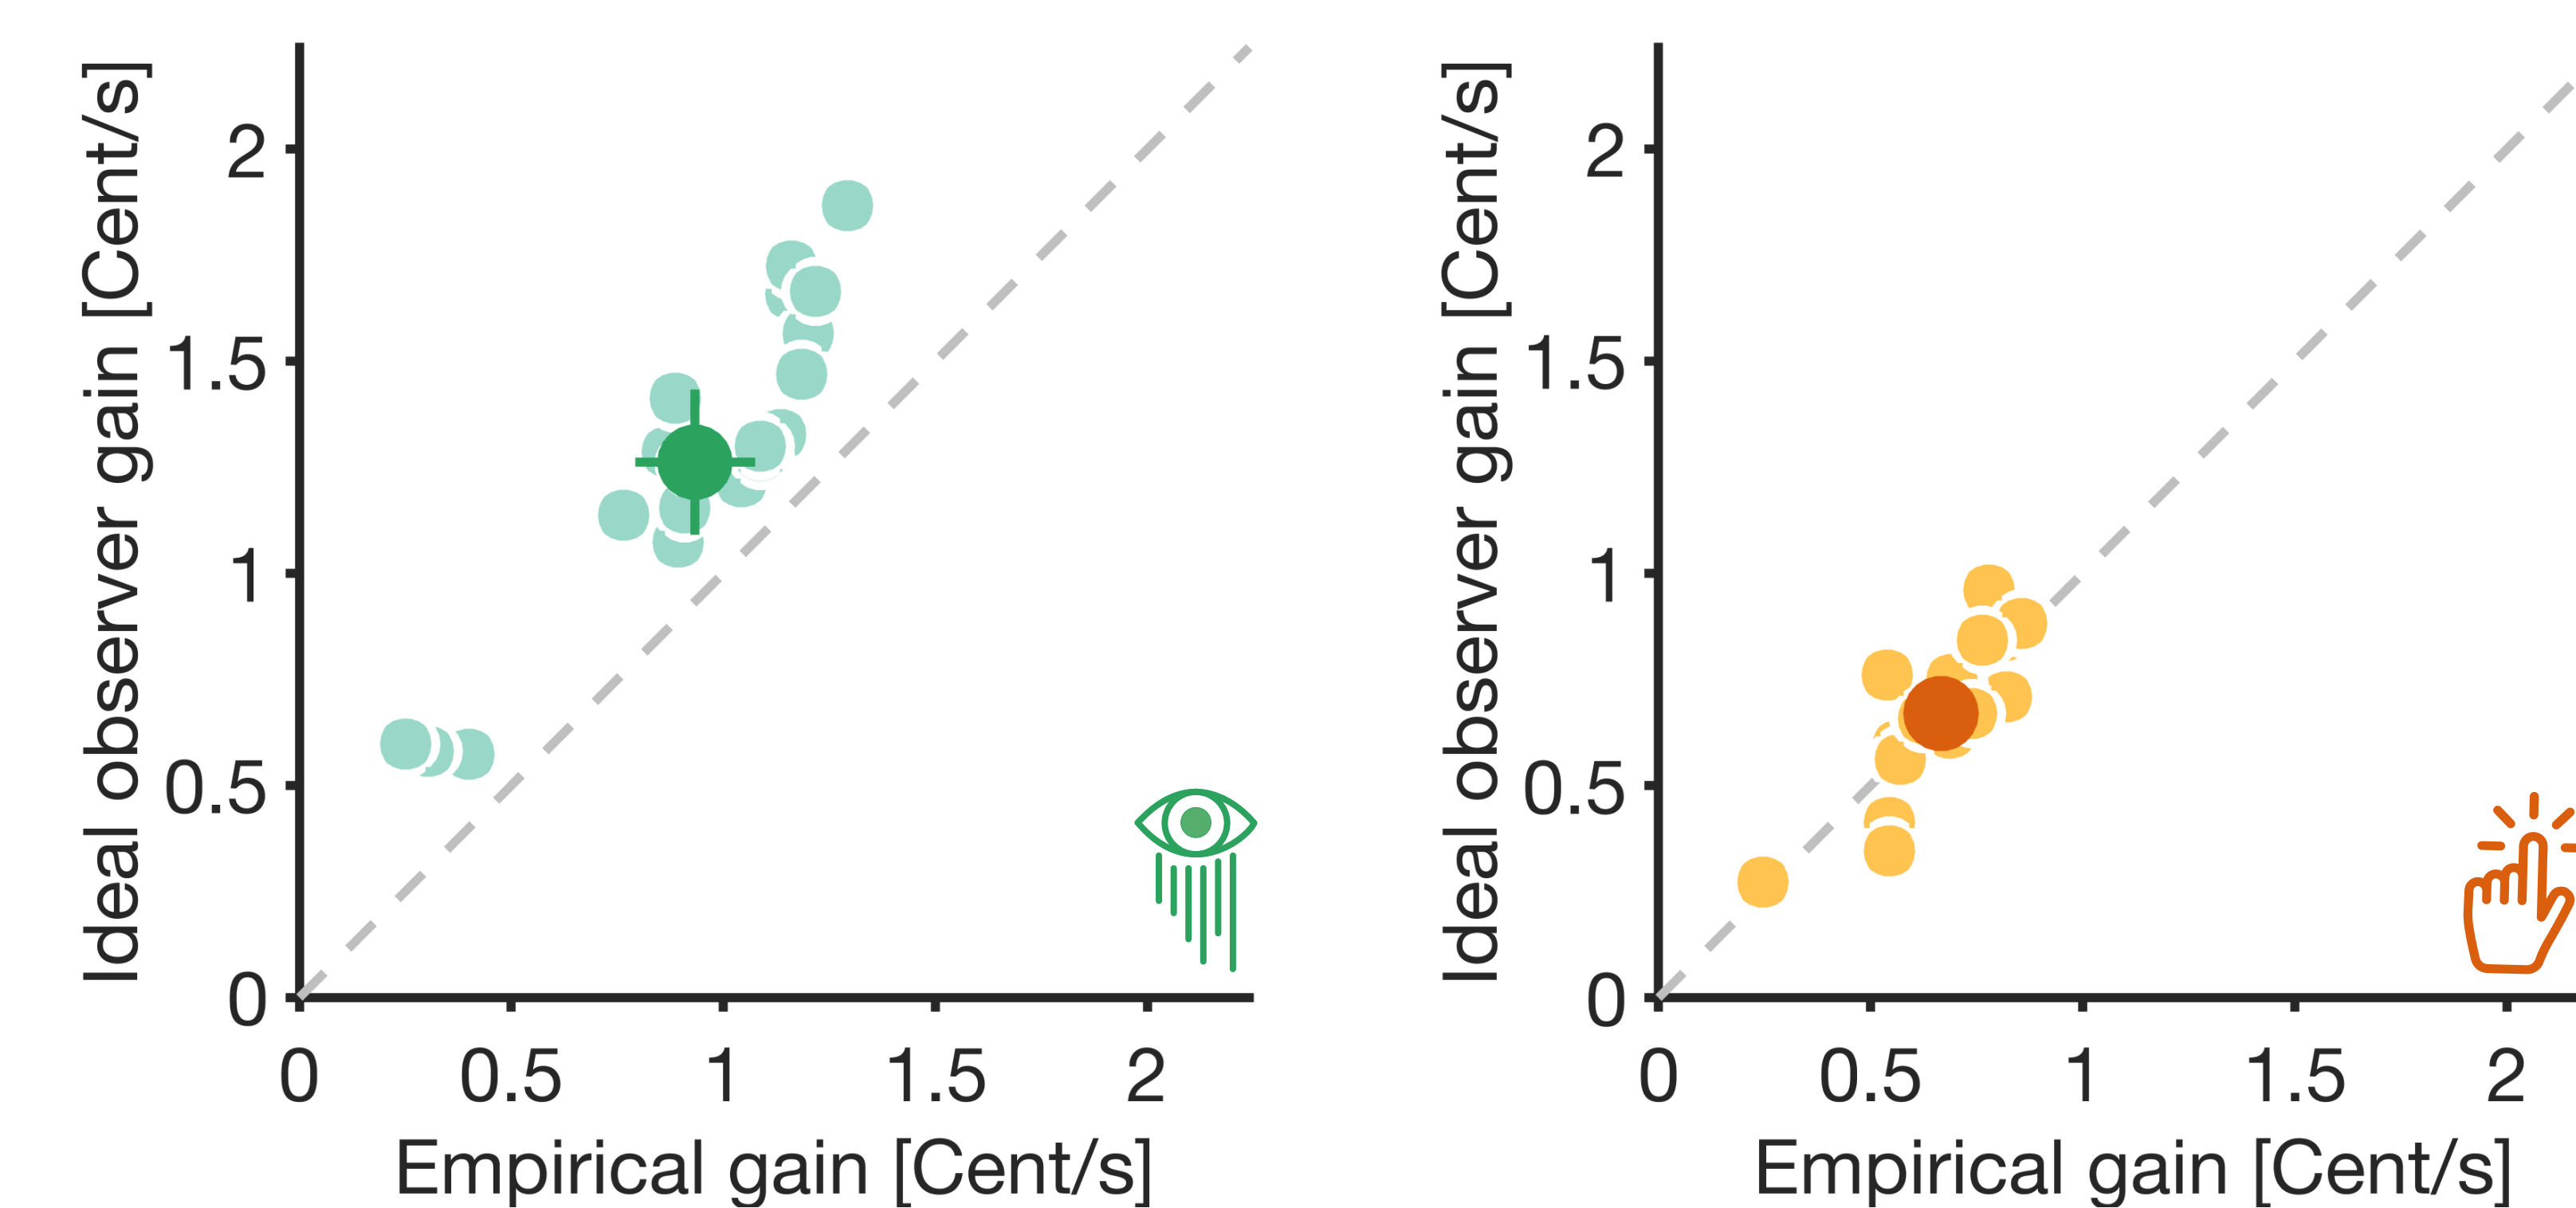 Ideal observer gain [Cent/s]
2
1.5
1
0.5
0
0 0.5 1 1.5 2
Empirical gain [Cent/s]
Ideal observer gain [Cent/s]
2
1.5
1
0.5
0
0 0.5 1 1.5 2
Empirical gain [Cent/s]